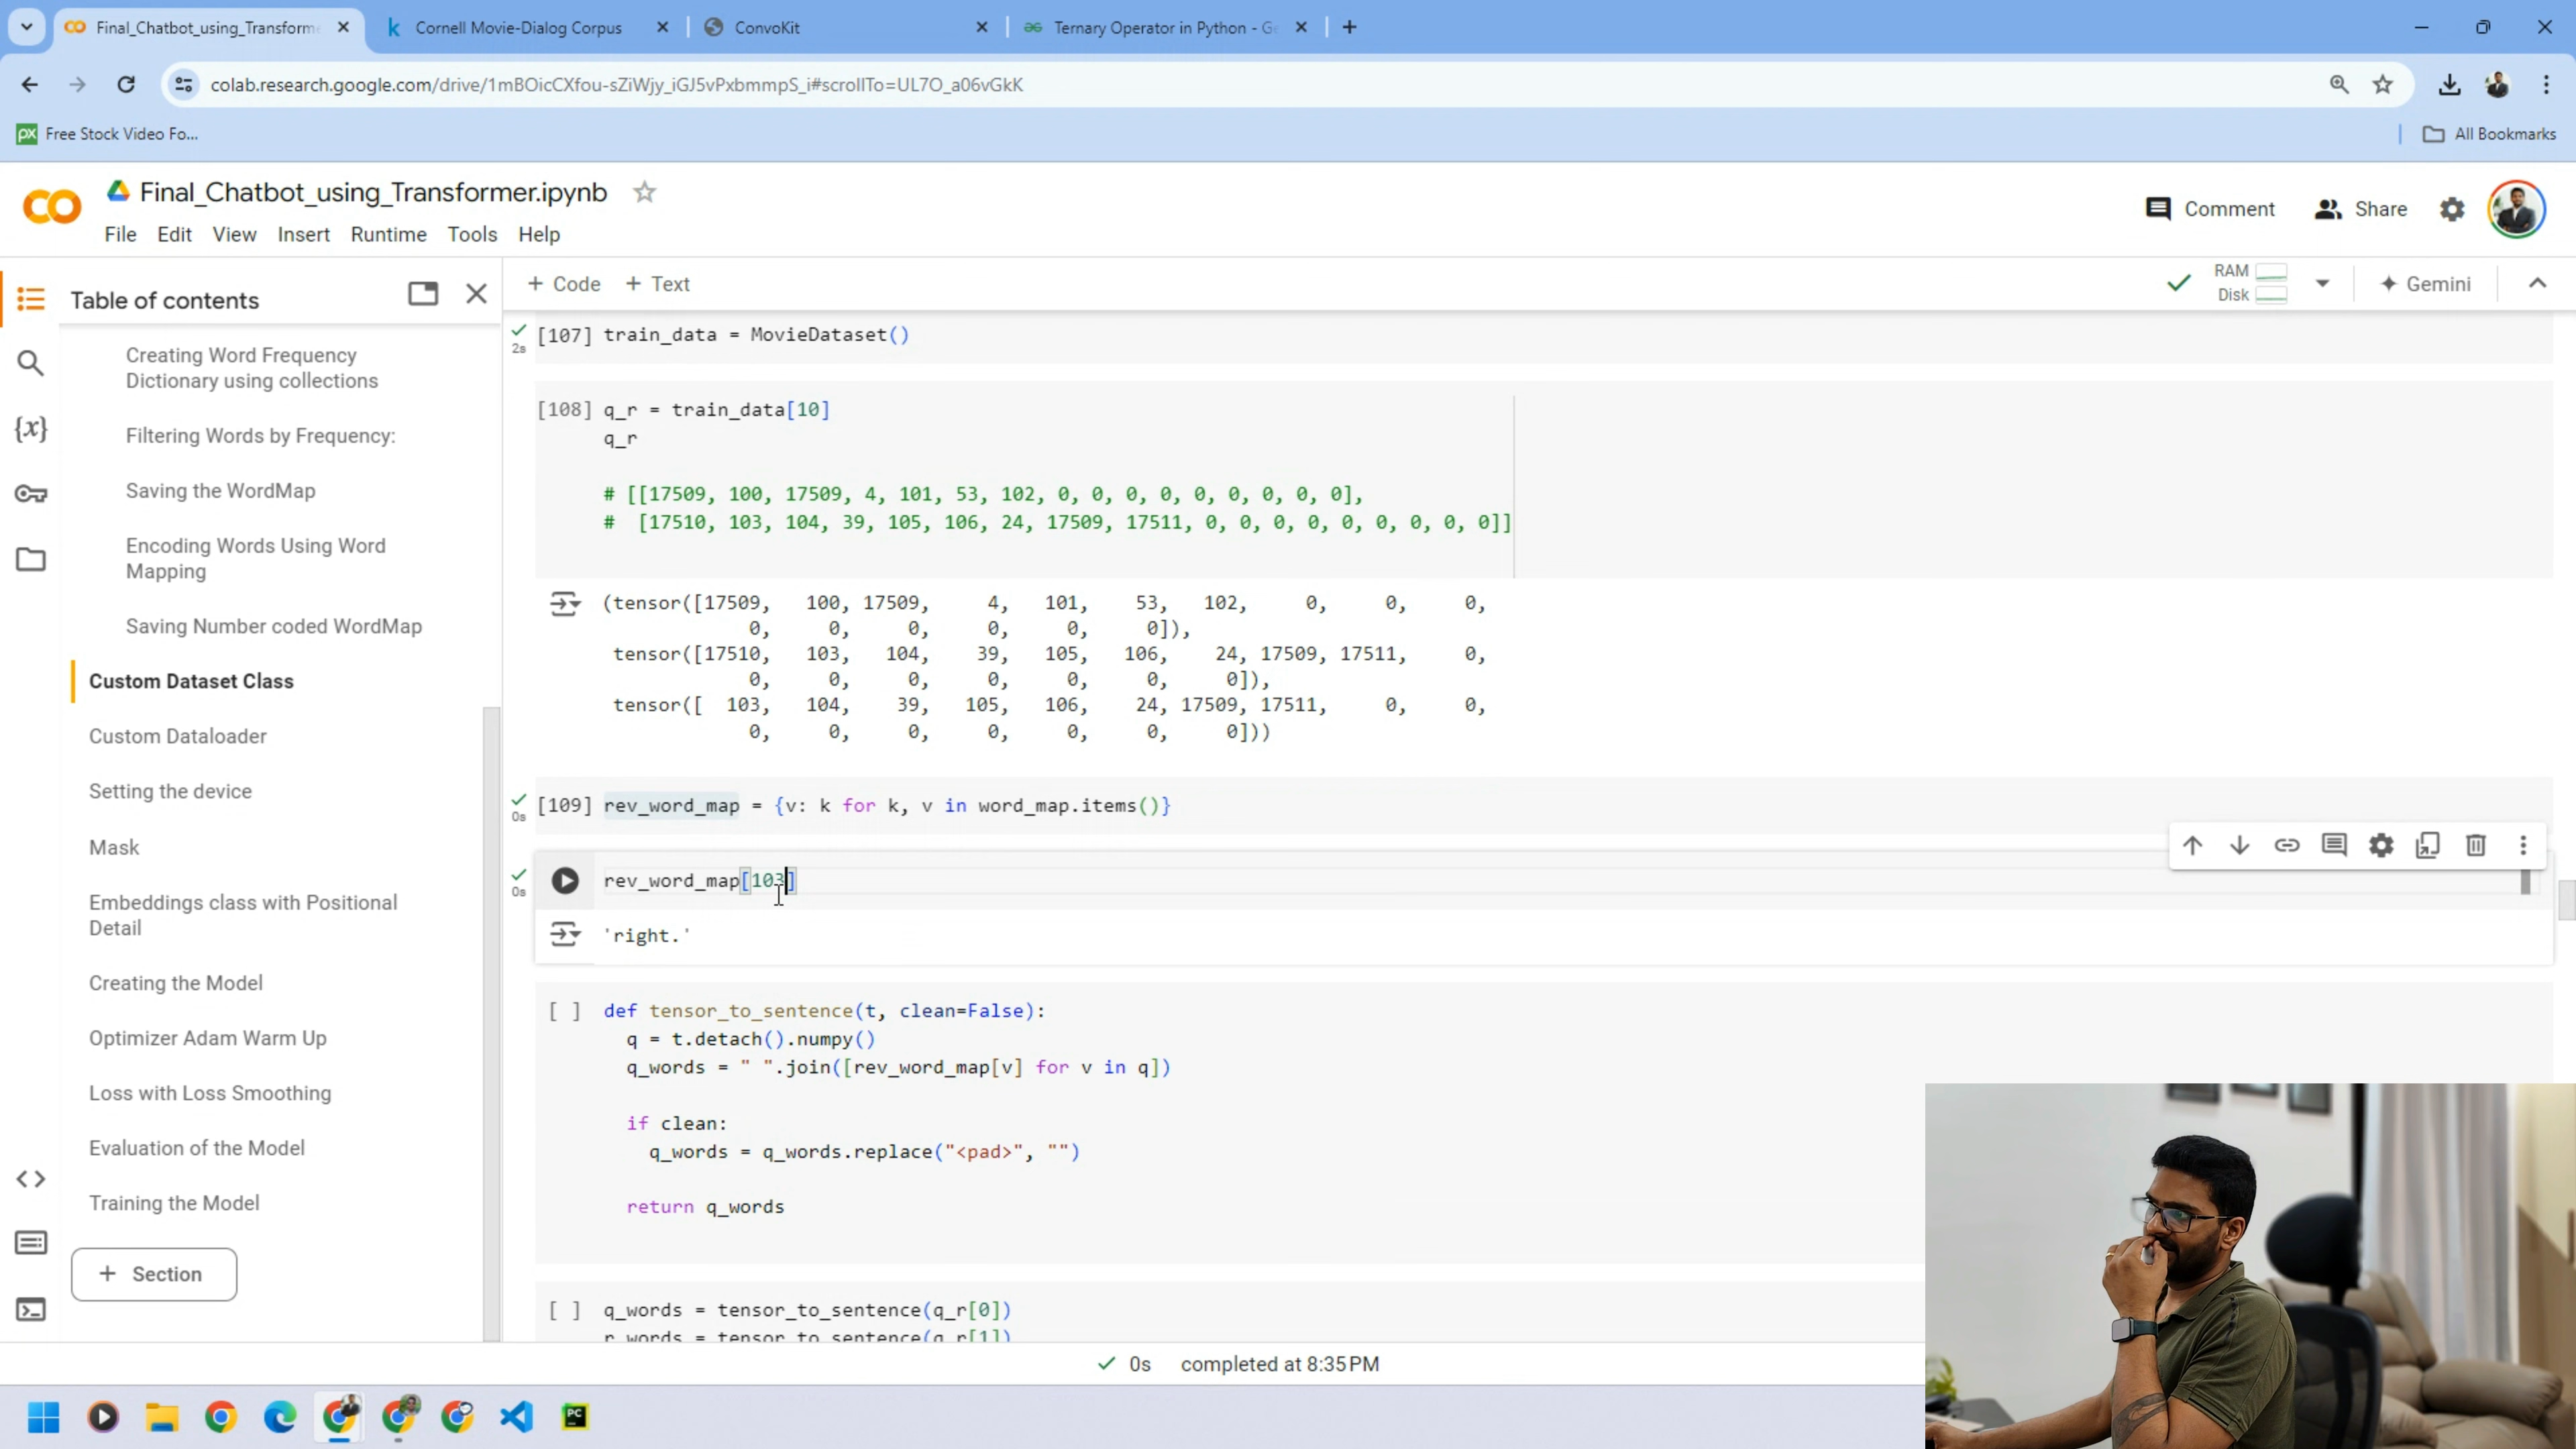 Final_Chatbot_using_Transforme
Cornell Movie-Dialog Corpus
ConvoKit
Ternary Operator in Python - Ge
colab.research.google.com/drive/1mBOicCXfou-sZiWjy_iGJ5vPxbmmpS_i#scrollTo=UL7O_a06vGkK
Free Stock Video Fo...
All Bookmarks
Final_Chatbot_using_Transformer.ipynb
Comment
Share
File Edit View Insert Runtime Tools Help
Table of contents
+ Code + Text
RAM
Disk
Gemini
Creating Word Frequency
Dictionary using collections
Filtering Words by Frequency:
Saving the WordMap
Encoding Words Using Word
Mapping
Saving Number coded WordMap
Custom Dataset Class
Custom Dataloader
Setting the device
Mask
Embeddings class with Positional
Detail
Creating the Model
Optimizer Adam Warm Up
Loss with Loss Smoothing
Evaluation of the Model
Training the Model
+ Section
[107] train_data = MovieDataset()
2s
[108] q_r = train_data[10]
q_r
# [[17509, 100, 17509, 4, 101, 53, 102, 0, 0, 0, 0, 0, 0, 0, 0, 0],
# [17510, 103, 104, 39, 105, 106, 24, 17509, 17511, 0, 0, 0, 0, 0, 0, 0, 0, 0]]
(tensor([17509, 100, 17509, 4, 101, 53, 102, 0, 0, 0,
0, 0, 0, 0, 0, 0]),
tensor([17510, 103, 104, 39, 105, 106, 24, 17509, 17511, 0,
0, 0, 0, 0, 0, 0, 0]),
tensor([ 103, 104, 39, 105, 106, 24, 17509, 17511, 0, 0,
0, 0, 0, 0, 0, 0, 0]))
[109] rev_word_map = {v: k for k, v in word_map.items()}
0s
rev_word_map[103]
0s
'right.'
[ ] def tensor_to_sentence(t, clean=False):
q = t.detach().numpy()
q_words = " ".join([rev_word_map[v] for v in q])
if clean:
q_words = q_words.replace("<pad>", "")
return q_words
[ ] q_words = tensor_to_sentence(q_r[0])
r_words = tensor_to_sentence(q_r[1])
0s completed at 8:35 PM